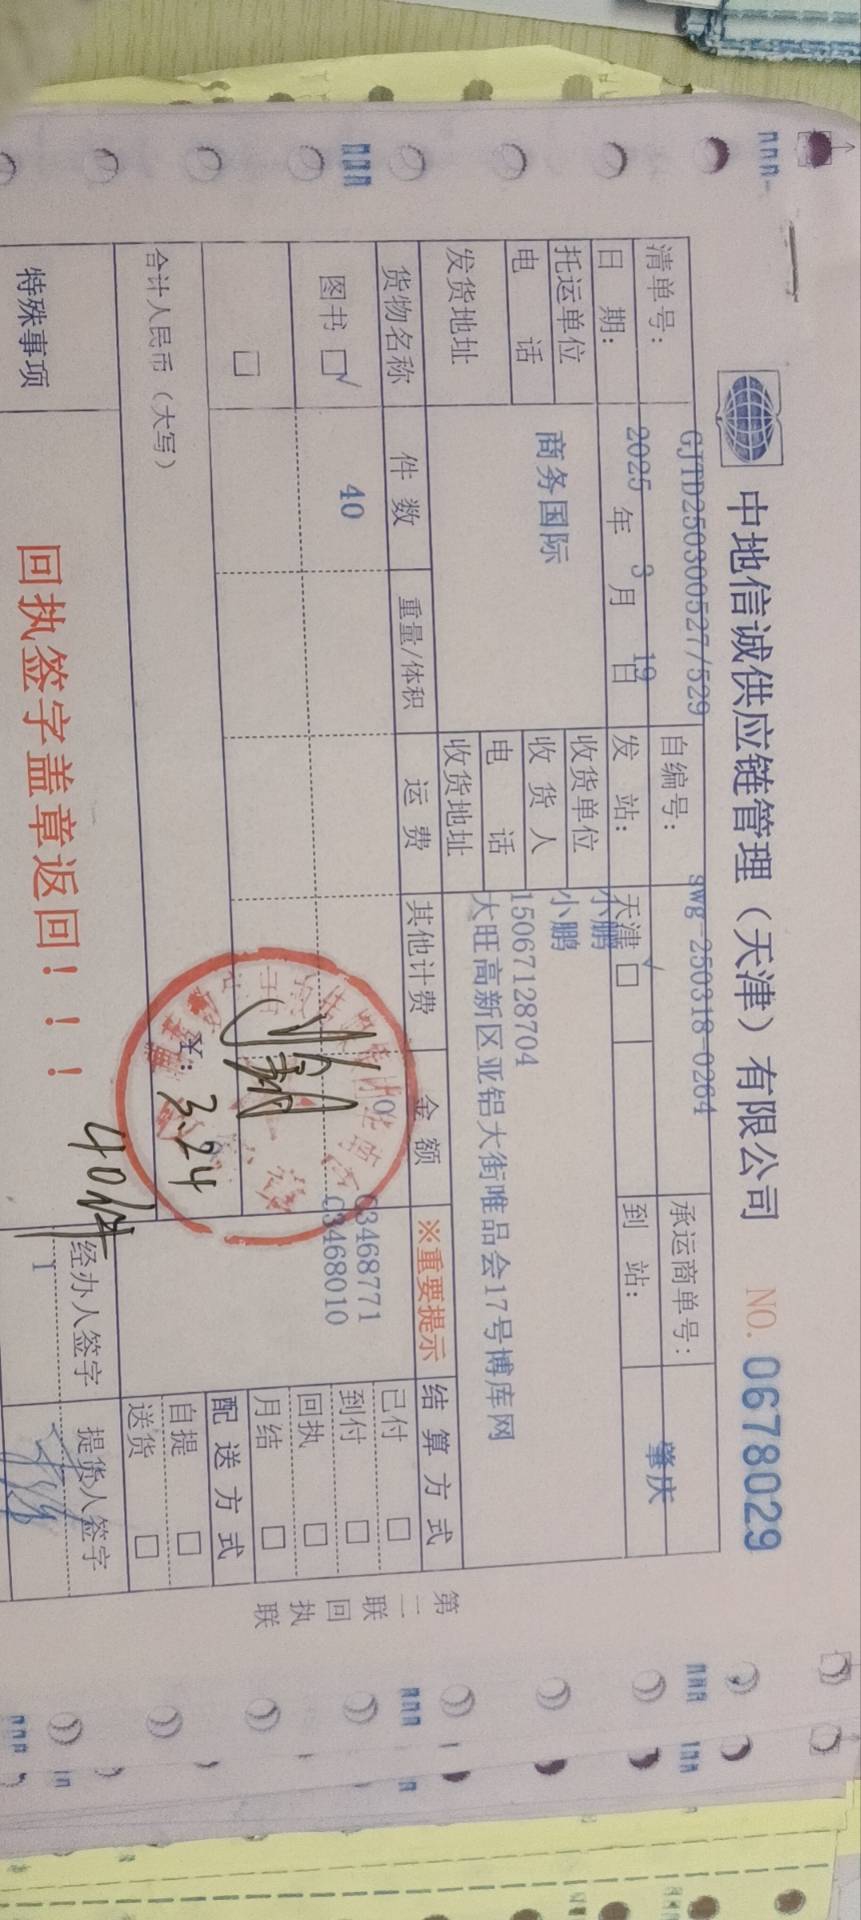 中地信诚供应链管理（天津）有限公司 NO. 0678029
清单号： GJTD250300527/529 自编号： swg-250318-0264 承运商单号：
日 期： 2025 年 3 月 19 日 发 站： 天津 □ √ 到 站： 肇庆
托运单位 商务国际 收货单位 小鹏
收 货 人 小鹏
电 话 电 话 15067128704
发货地址 收货地址 大旺高新区亚铝大街唯品会17号博库网
货物名称 件 数 重量/体积 运 费 其他计费 金 额 ※重要提示 结 算 方 式
图书 □√ 40 0 C3468771 已付 □
C3468010 到付 □
回执 □
□ 月结 □
配 送 方 式
合计人民币（大写） ￥： 3.24 自提 □
送货 □
40件
特殊事项 回执签字盖章返回！！！ 经办人签字 提货人签字
1
第二联 回执联